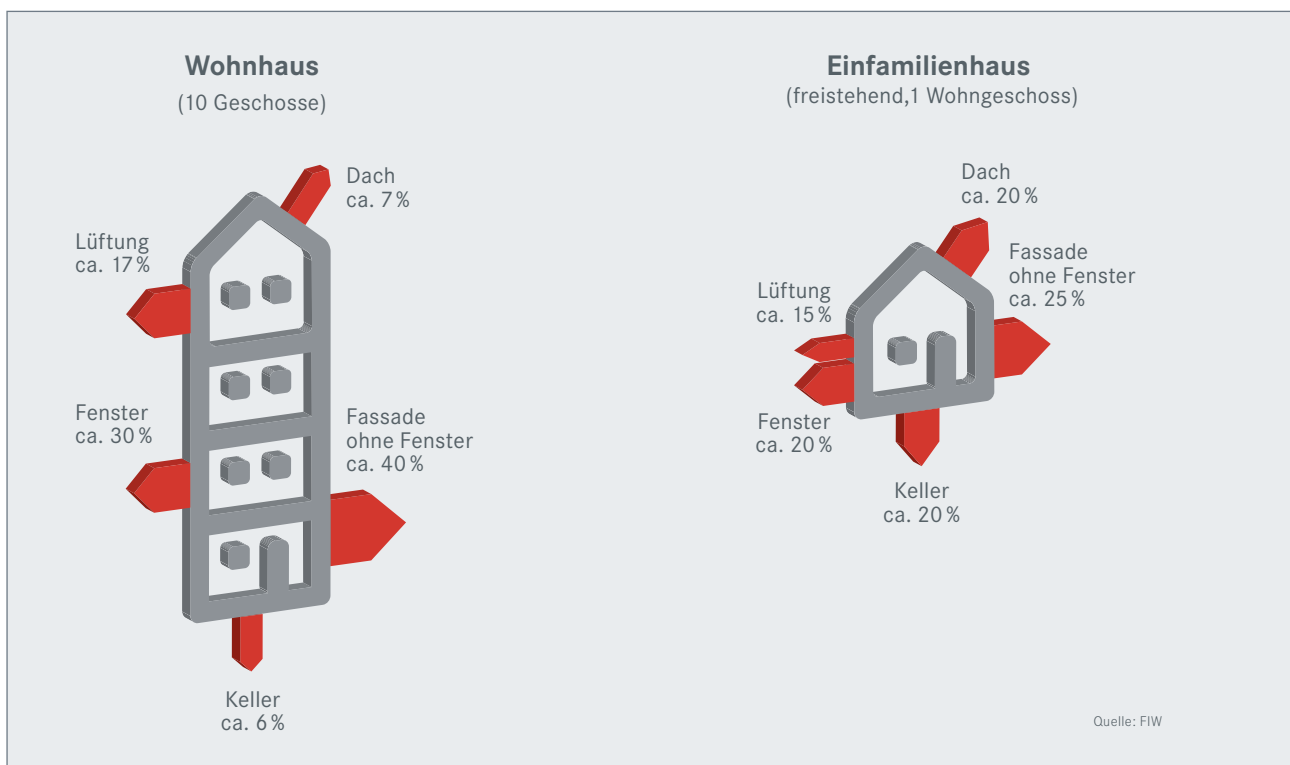 Wohnhaus
(10 Geschosse)
Dach
ca. 7 %
Lüftung
ca. 17 %
Fenster
ca. 30 %
Fassade
ohne Fenster
ca. 40 %
Keller
ca. 6 %
Einfamilienhaus
(freistehend,1 Wohngeschoss)
Dach
ca. 20 %
Fassade
ohne Fenster
ca. 25 %
Lüftung
ca. 15 %
Fenster
ca. 20 %
Keller
ca. 20 %
Quelle: FIW